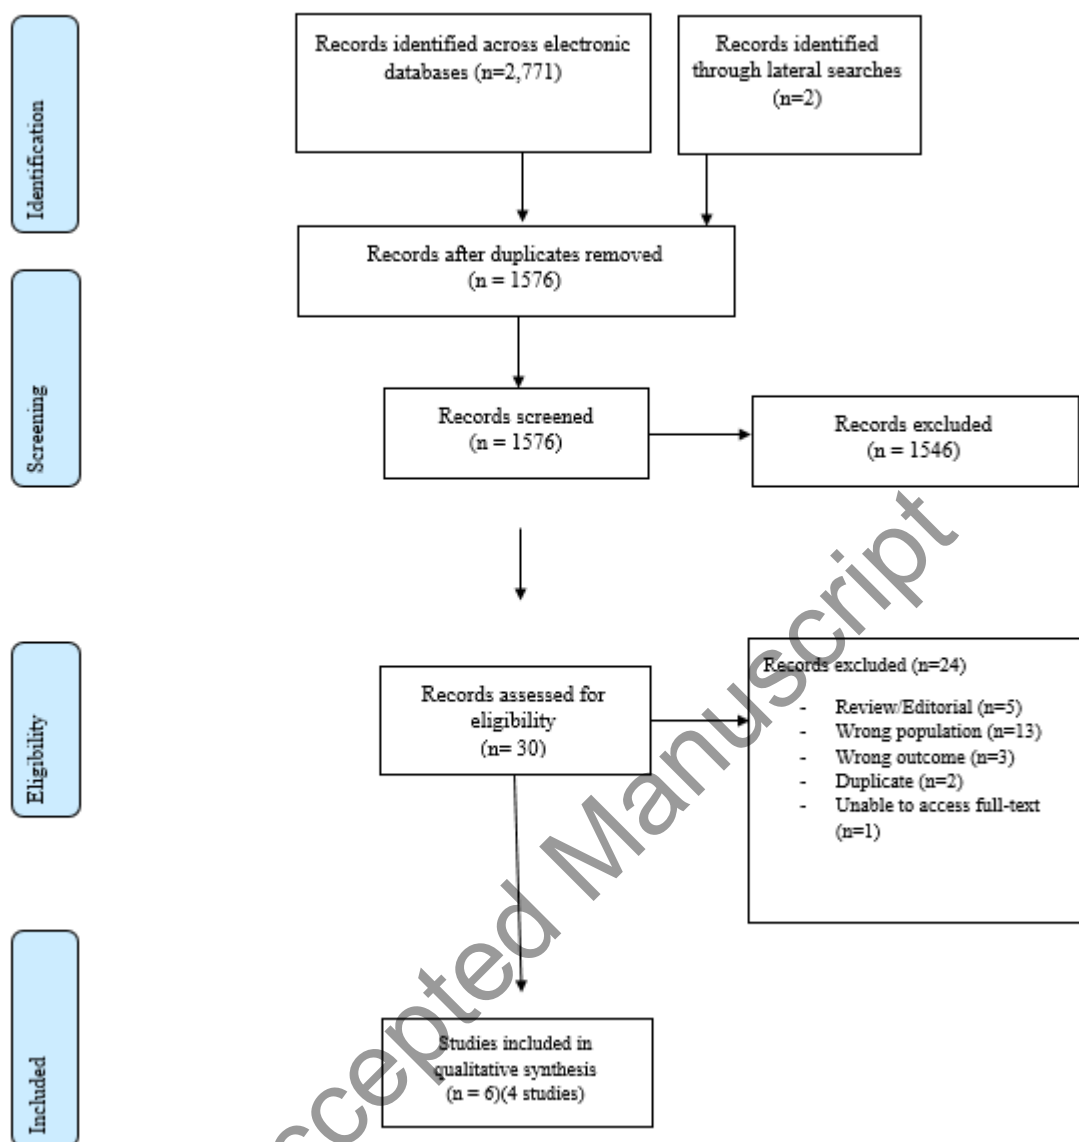 Identification
Records identified across electronic
databases (n=2,771)
Records identified
through lateral searches
(n=2)
Records after duplicates removed
(n = 1576)
Screening
Records screened
(n = 1576)
Records excluded
(n = 1546)
Eligibility
Records assessed for
eligibility
(n= 30)
Records excluded (n=24)
- Review/Editorial (n=5)
- Wrong population (n=13)
- Wrong outcome (n=3)
- Duplicate (n=2)
- Unable to access full-text
(n=1)
Included
Studies included in
qualitative synthesis
(n = 6)(4 studies)
ccepted Manuscript